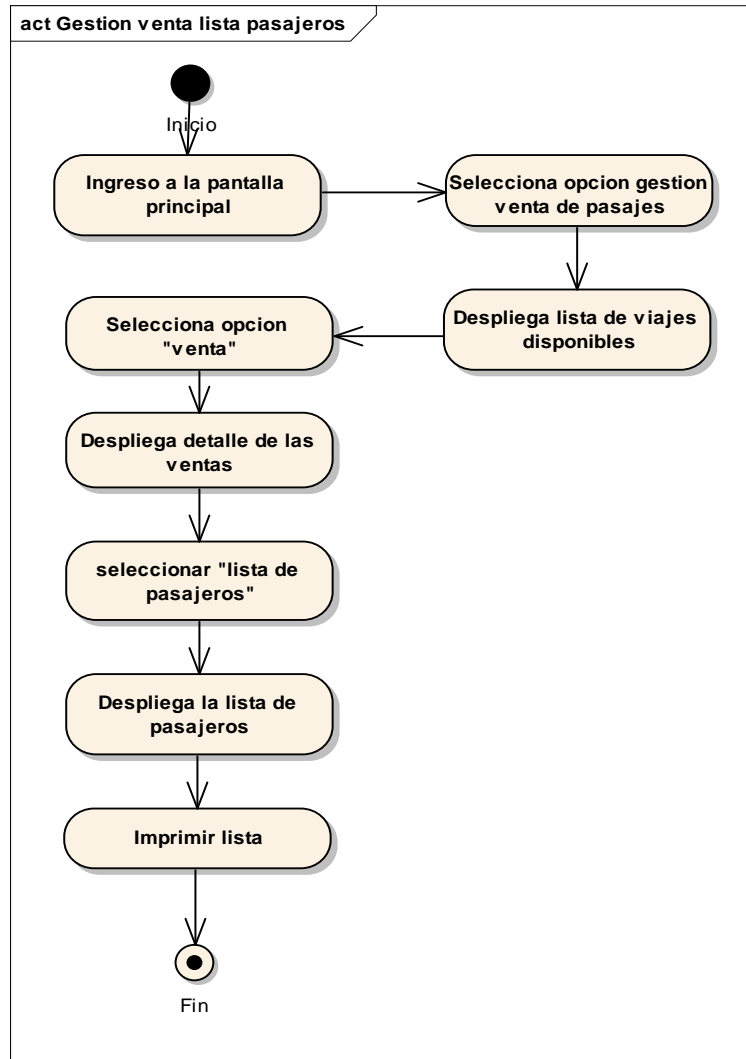 act Gestion venta lista pasajeros
Inicio
Ingreso a la pantalla
principal
Selecciona opcion gestion
venta de pasajes
Despliega lista de viajes
disponibles
Selecciona opcion
"venta"
Despliega detalle de las
ventas
seleccionar "lista de
pasajeros"
Despliega la lista de
pasajeros
Imprimir lista
Fin